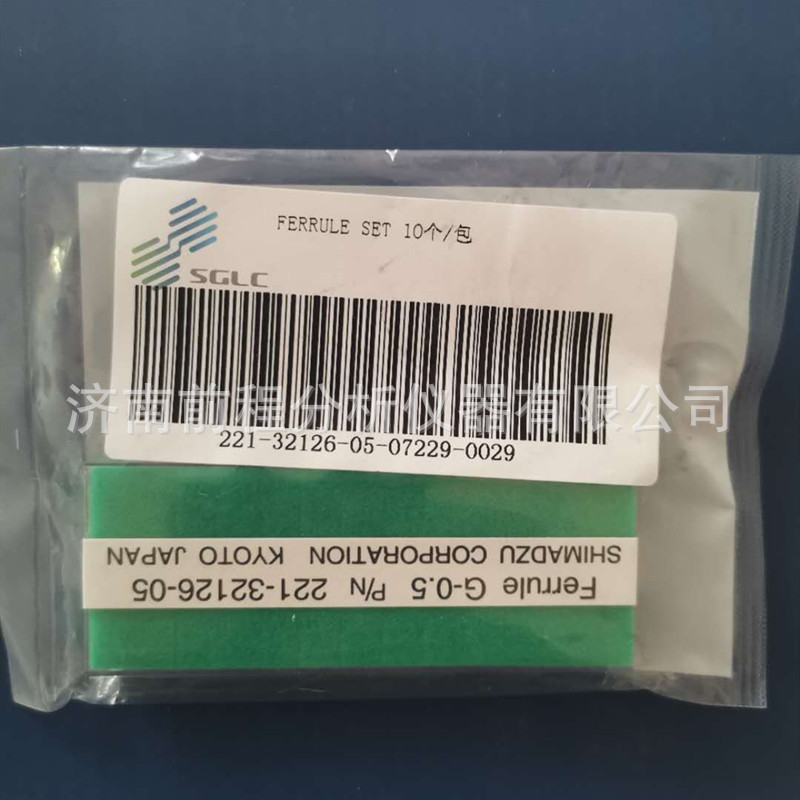 FERRULE SET 10个/包
SGLC
济南前程分析仪器有限公司
221-32126-05-07229-0029
Ferrule G-0.5 P/N 221-32126-05
SHIMADZU CORPORATION KYOTO JAPAN